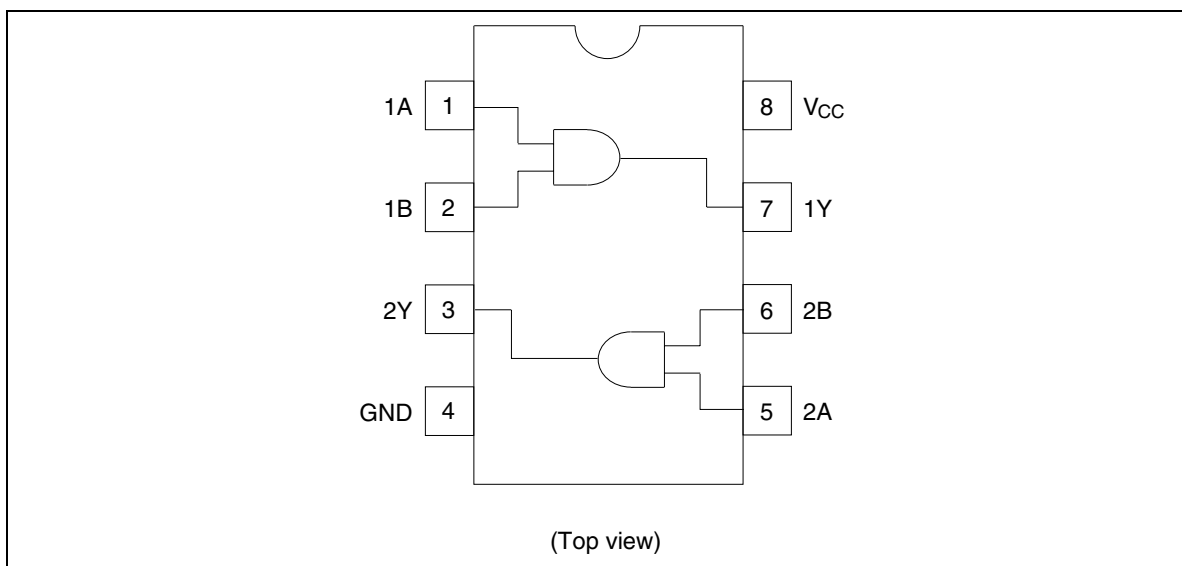 1A 1 8 VCC
1B 2 7 1Y
2Y 3 6 2B
GND 4 5 2A
(Top view)